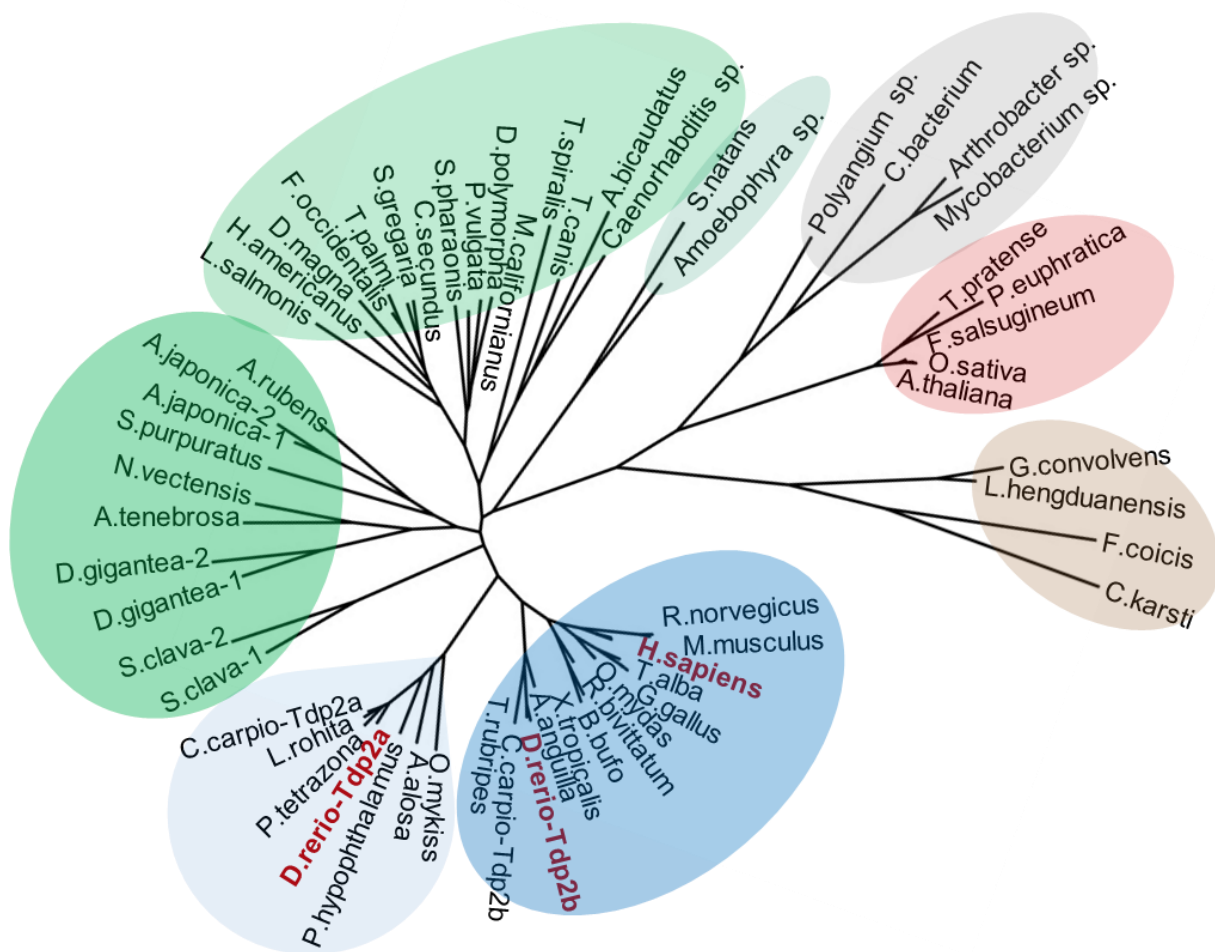 L.salmonis
H.americanus
D.magna
F.occidentalis
T.palmi
S.gregaria
C.secundus
S.pharaonis
P.vulgata
D.polymorpha
M.californianus
T.spiralis
T.canis
A.bicaudatus
Caenorhabditis sp.
S.natans
Amoebophyra sp.
Polyangium sp.
C.bacterium
Arthrobacter sp.
Mycobacterium sp.
T.pratense
P.euphratica
F.salsugineum
O.sativa
A.thaliana
G.convolvens
L.hengduanensis
F.coicis
C.karsti
R.norvegicus
M.musculus
H.sapiens
T.alba
G.gallus
C.mydas
R.bivittatum
B.bufo
X.tropicalis
A.anguilla
D.rerio-Tdp2b
C.carpio-Tdp2b
T.rubripes
O.mykiss
A.alosa
P.hypophthalamus
D.rerio-Tdp2a
P.tetrazona
L.rohita
C.carpio-Tdp2a
S.clava-1
S.clava-2
D.gigantea-1
D.gigantea-2
A.tenebrosa
N.vectensis
S.purpuratus
A.japonica-1
A.japonica-2
A.rubens